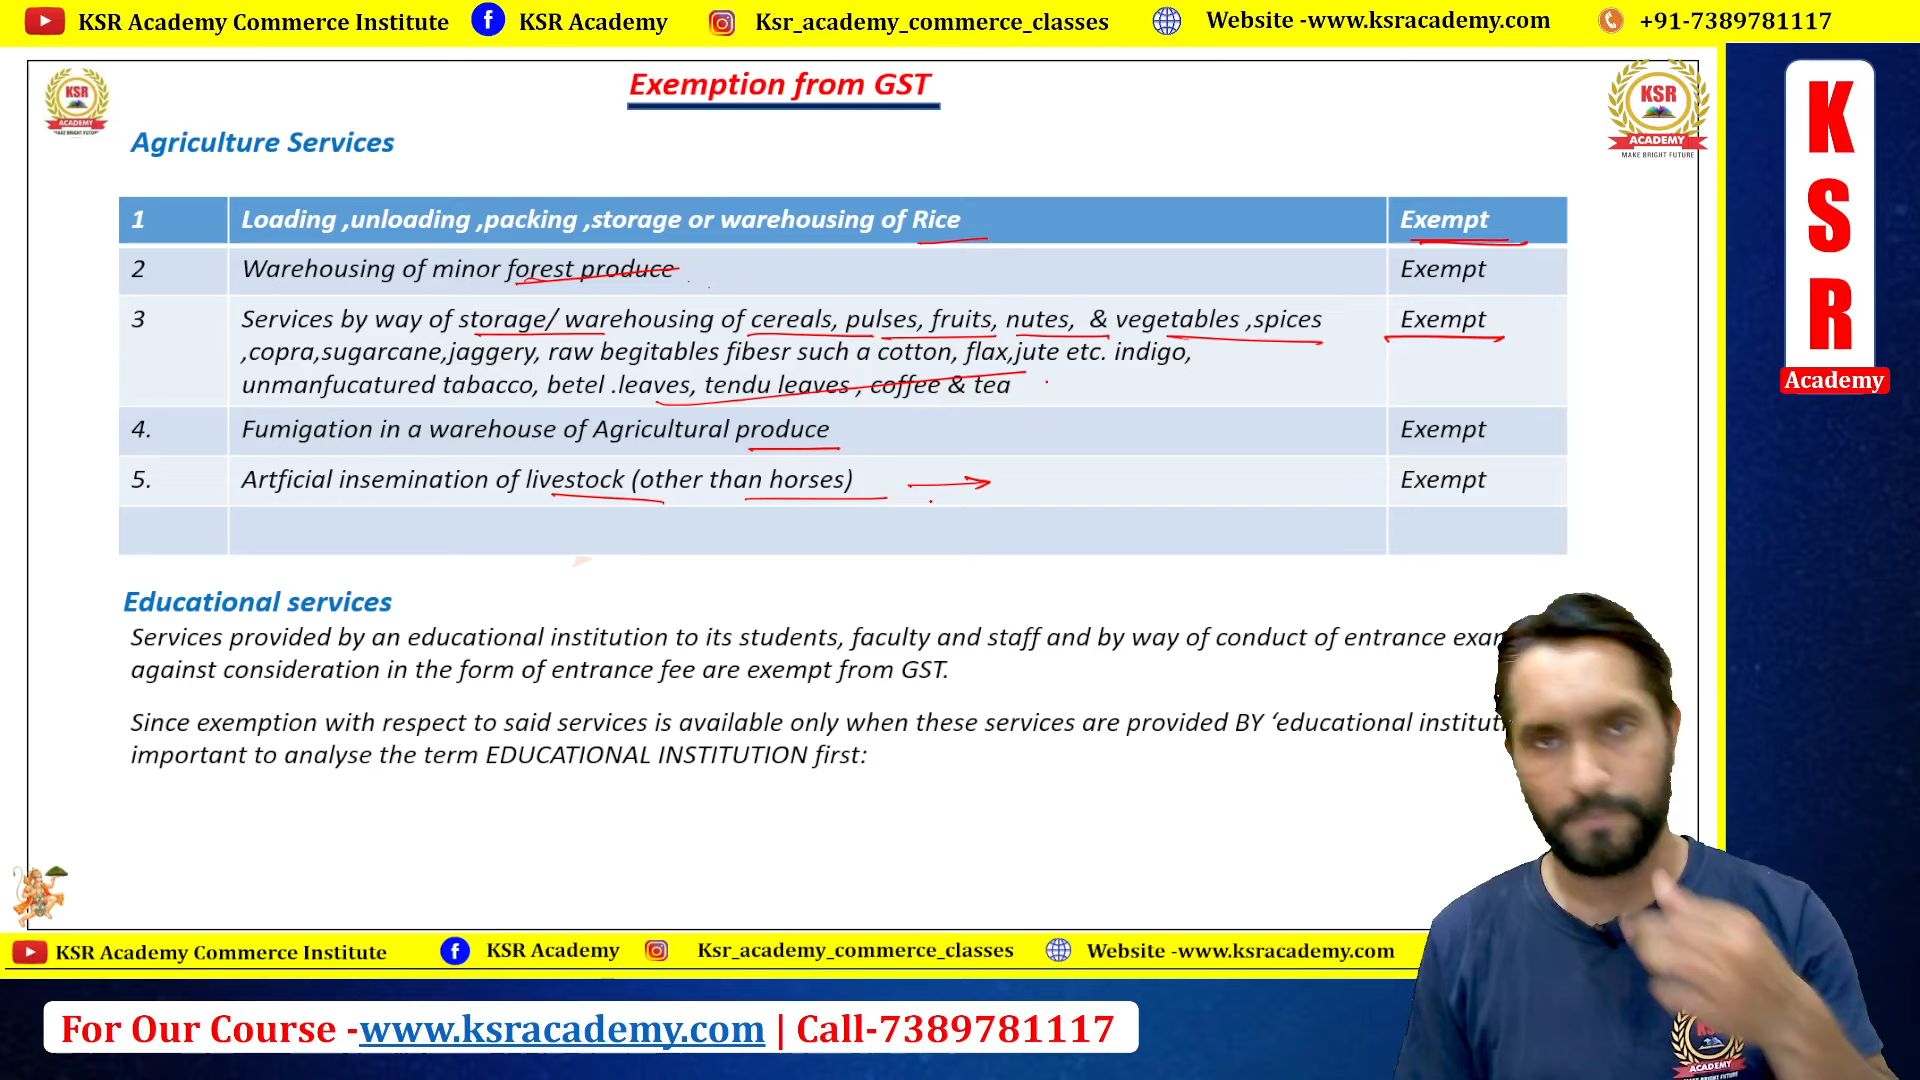 KSR Academy Commerce Institute KSR Academy Ksr_academy_commerce_classes Website -www.ksracademy.com +91-7389781117
Exemption from GST
KSR
ACADEMY
KSR
ACADEMY
MAKE BRIGHT FUTURE
K
S
R
Academy
Agriculture Services
1 Loading ,unloading ,packing ,storage or warehousing of Rice Exempt
2 Warehousing of minor forest produce Exempt
3 Services by way of storage/ warehousing of cereals, pulses, fruits, nutes, & vegetables ,spices Exempt
,copra,sugarcane,jaggery, raw begitables fibesr such a cotton, flax,jute etc. indigo,
unmanfucatured tabacco, betel .leaves, tendu leaves , coffee & tea
4. Fumigation in a warehouse of Agricultural produce Exempt
5. Artficial insemination of livestock (other than horses) Exempt
Educational services
Services provided by an educational institution to its students, faculty and staff and by way of conduct of entrance
against consideration in the form of entrance fee are exempt from GST.
Since exemption with respect to said services is available only when these services are provided BY ‘educational
important to analyse the term EDUCATIONAL INSTITUTION first:
KSR Academy Commerce Institute KSR Academy Ksr_academy_commerce_classes Website -www.ksracademy.com
For Our Course -www.ksracademy.com | Call-7389781117
ACADEMY